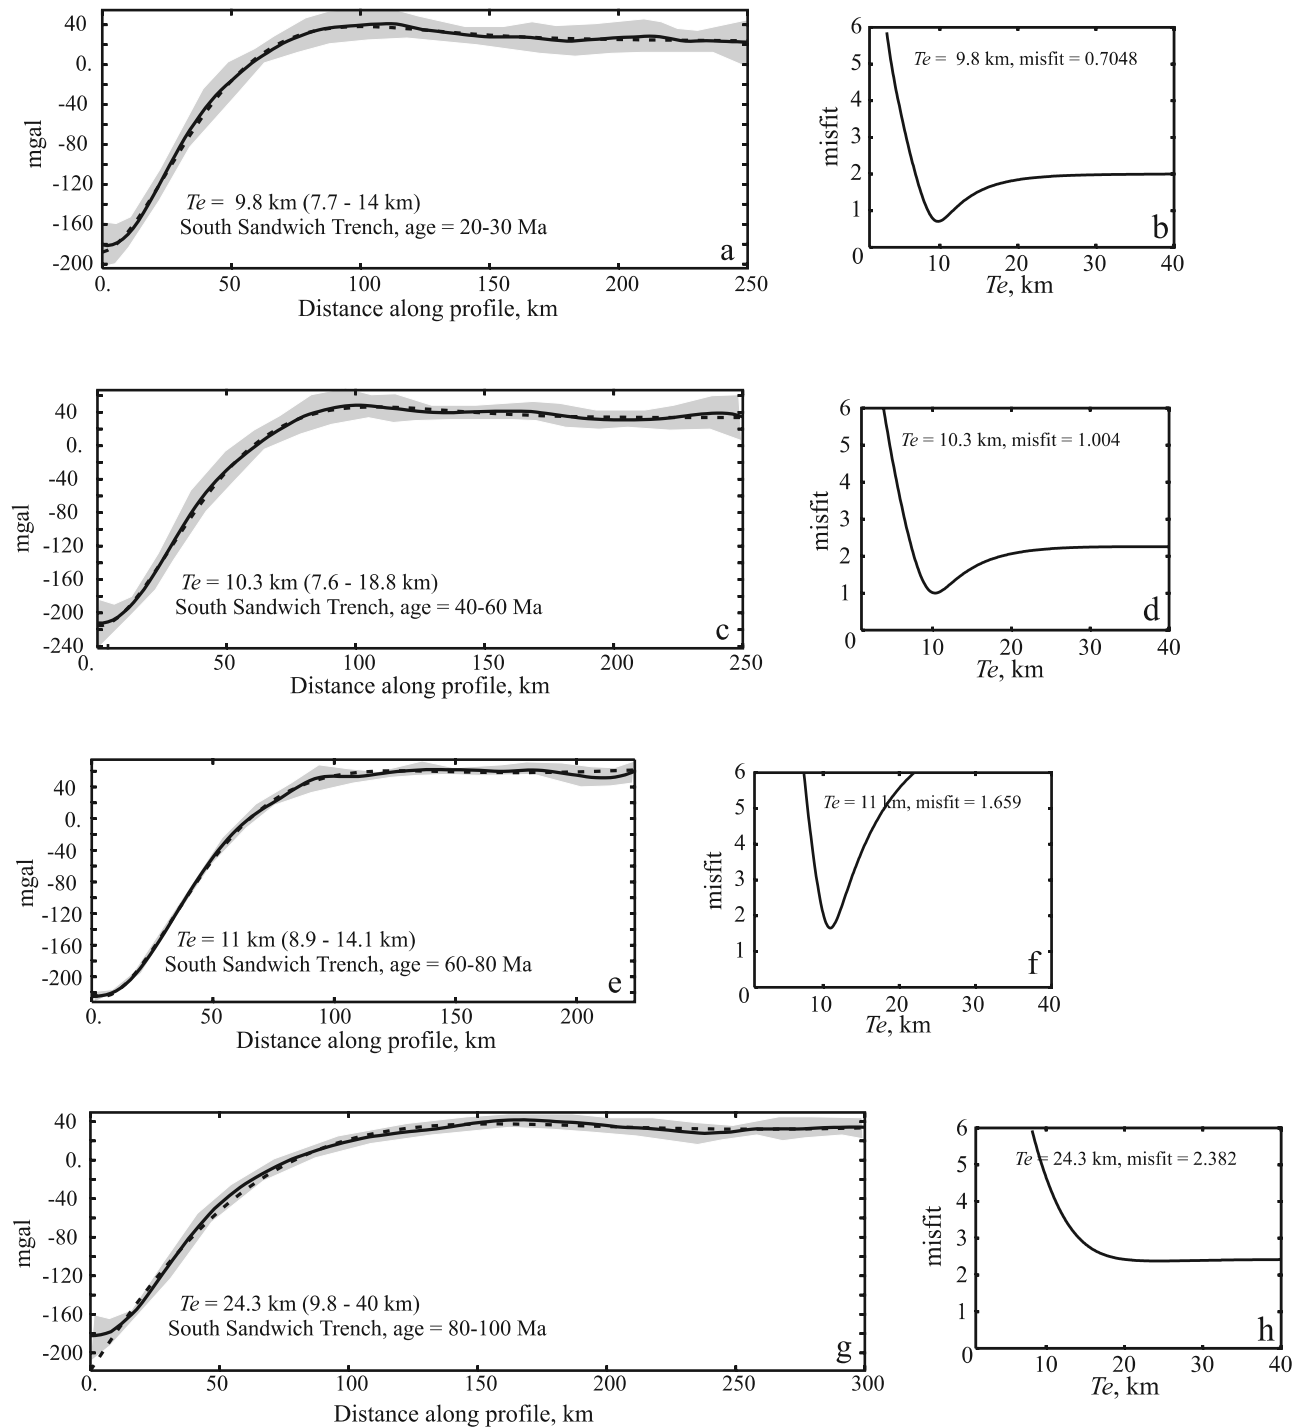 40
0.
-40
-80
-120
-160
-200
mgal
Te = 9.8 km (7.7 - 14 km)
South Sandwich Trench, age = 20-30 Ma
a
0. 50 100 150 200 250
Distance along profile, km
6
5
4
3
2
1
0
misfit
Te = 9.8 km, misfit = 0.7048
b
10 20 30 40
Te, km
40
0.
-40
-80
-120
-160
-200
-240
mgal
Te = 10.3 km (7.6 - 18.8 km)
South Sandwich Trench, age = 40-60 Ma
c
0. 50 100 150 200 250
Distance along profile, km
6
5
4
3
2
1
0
misfit
Te = 10.3 km, misfit = 1.004
d
10 20 30 40
Te, km
40
0.
-40
-80
-120
-160
-200
mgal
Te = 11 km (8.9 - 14.1 km)
South Sandwich Trench, age = 60-80 Ma
e
0. 50 100 150 200
Distance along profile, km
6
5
4
3
2
1
0
misfit
Te = 11 km, misfit = 1.659
f
10 20 30 40
Te, km
40
0.
-40
-80
-120
-160
-200
mgal
Te = 24.3 km (9.8 - 40 km)
South Sandwich Trench, age = 80-100 Ma
g
0. 50 100 150 200 250 300
Distance along profile, km
6
5
4
3
2
1
0
misfit
Te = 24.3 km, misfit = 2.382
h
10 20 30 40
Te, km